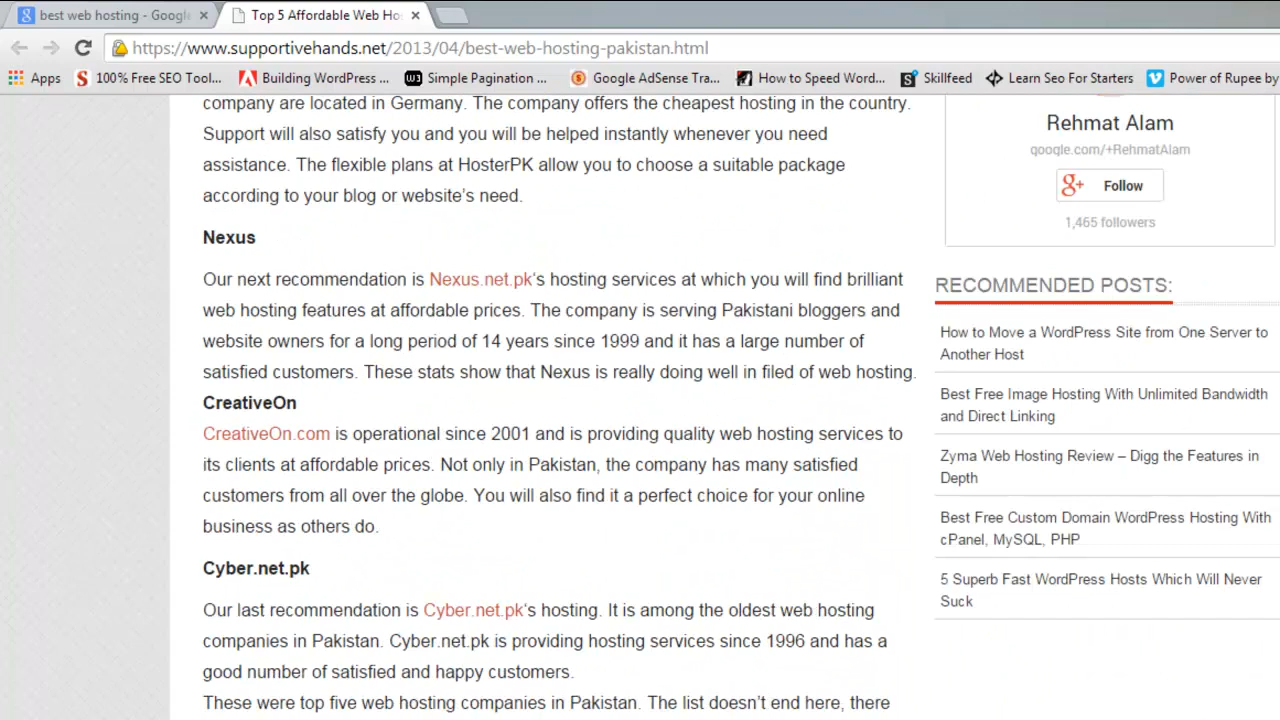 best web hosting - Google
Top 5 Affordable Web Ho
https://www.supportivehands.net/2013/04/best-web-hosting-pakistan.html
Apps
100% Free SEO Tool...
Building WordPress ...
Simple Pagination ...
Google AdSense Tra...
How to Speed Word...
Skillfeed
Learn Seo For Starters
Power of Rupee by
company are located in Germany. The company offers the cheapest hosting in the country.
Support will also satisfy you and you will be helped instantly whenever you need
assistance. The flexible plans at HosterPK allow you to choose a suitable package
according to your blog or website's need.
Nexus
Our next recommendation is Nexus.net.pk‘s hosting services at which you will find brilliant
web hosting features at affordable prices. The company is serving Pakistani bloggers and
website owners for a long period of 14 years since 1999 and it has a large number of
satisfied customers. These stats show that Nexus is really doing well in filed of web hosting.
CreativeOn
CreativeOn.com is operational since 2001 and is providing quality web hosting services to
its clients at affordable prices. Not only in Pakistan, the company has many satisfied
customers from all over the globe. You will also find it a perfect choice for your online
business as others do.
Cyber.net.pk
Our last recommendation is Cyber.net.pk‘s hosting. It is among the oldest web hosting
companies in Pakistan. Cyber.net.pk is providing hosting services since 1996 and has a
good number of satisfied and happy customers.
These were top five web hosting companies in Pakistan. The list doesn't end here, there
Rehmat Alam
google.com/+RehmatAlam
g+ Follow
1,465 followers
RECOMMENDED POSTS:
How to Move a WordPress Site from One Server to
Another Host
Best Free Image Hosting With Unlimited Bandwidth
and Direct Linking
Zyma Web Hosting Review – Digg the Features in
Depth
Best Free Custom Domain WordPress Hosting With
cPanel, MySQL, PHP
5 Superb Fast WordPress Hosts Which Will Never
Suck